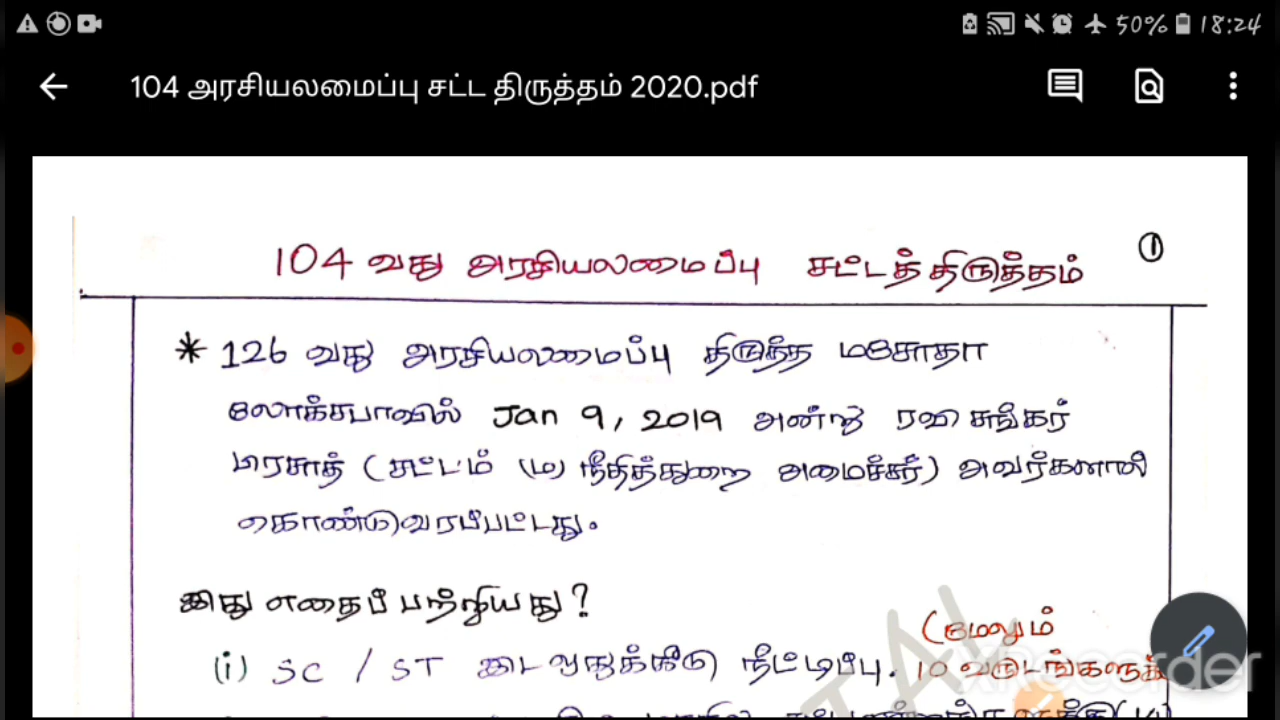 50% 18:24
104 அரசியலமைப்பு சட்ட திருத்தம் 2020.pdf
①
104 வது அரசியலமைப்பு சட்டத்திருத்தம்
* 126 வது அரசியலமைப்பு திருத்த மசோதா
லோக்சபாவில் Jan 9, 2019 அன்று ரவி சங்கர்
பிரசாத் (சட்டம் (ம) நீதித்துறை அமைச்சர்) அவர்களால்
கொண்டுவரப்பட்டது.
இது எதைப் பற்றியது?
(மேலும்
(i) SC / ST இடஒதுக்கீடு நீட்டிப்பு. 10 வருடங்களுக்
XRecorder